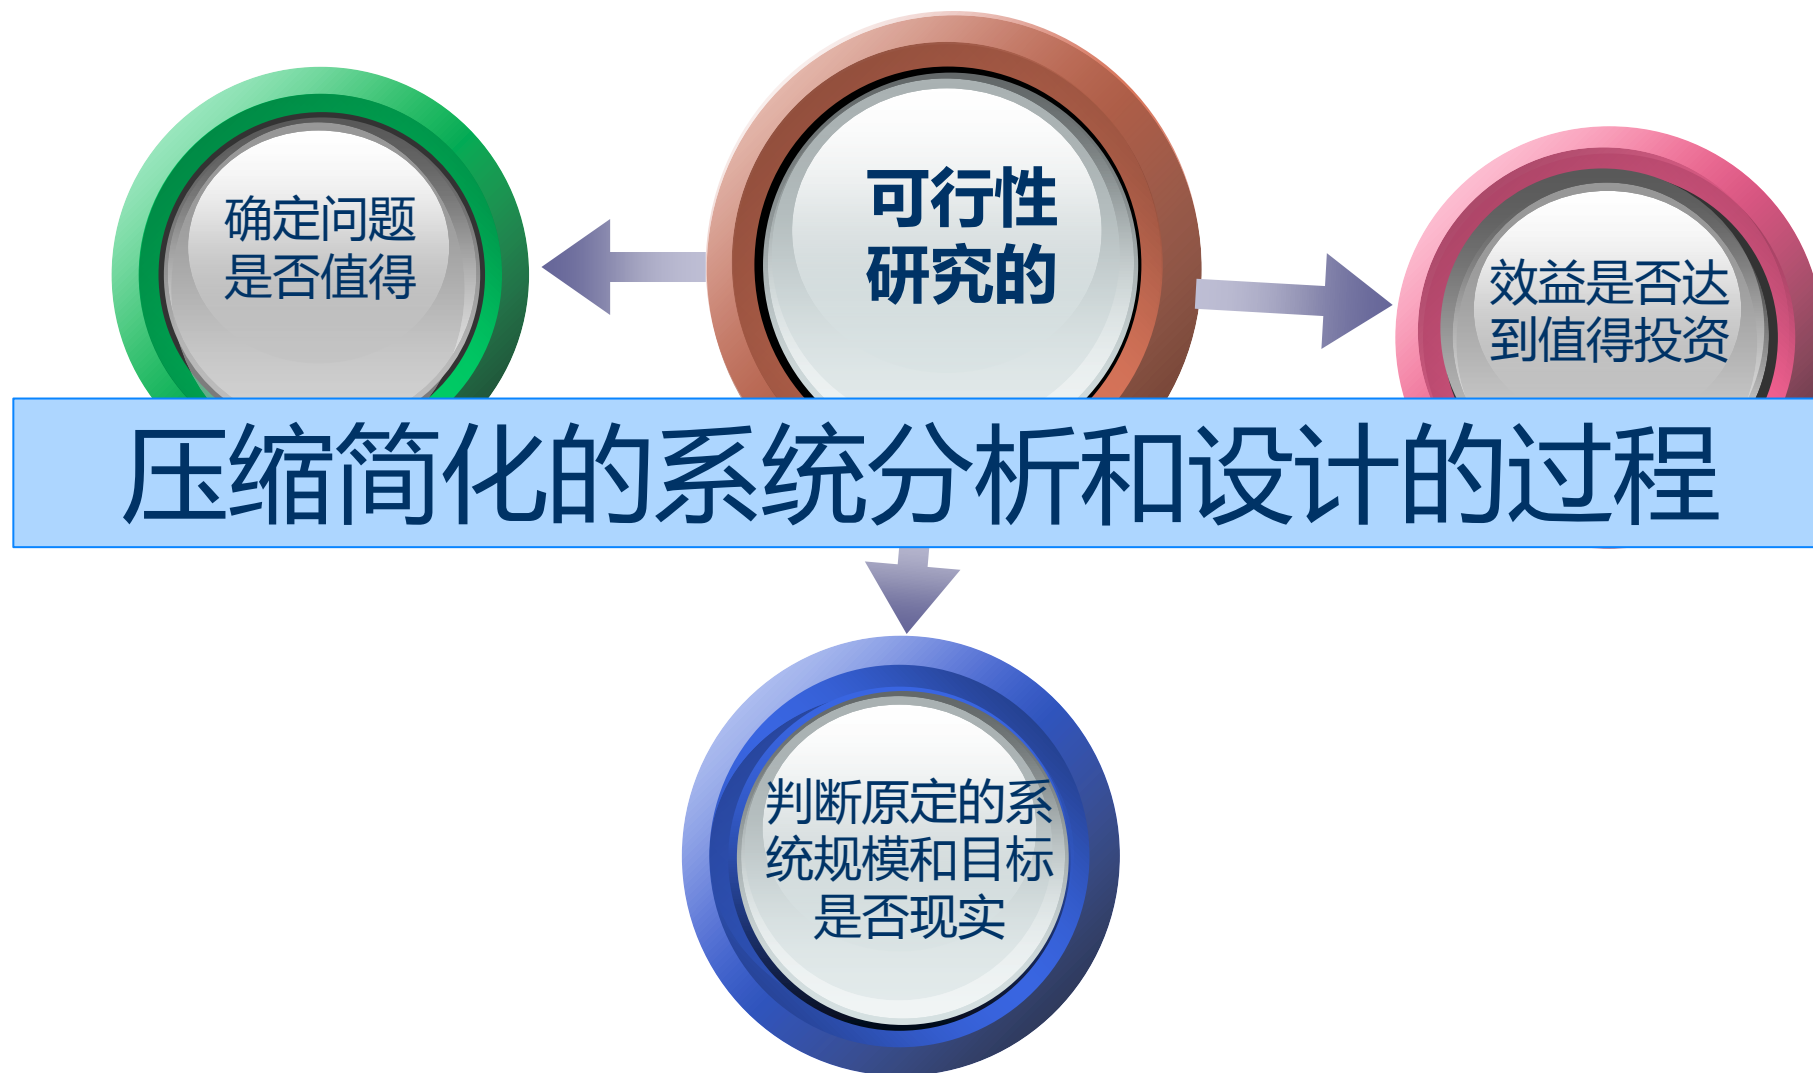 确定问题
是否值得
可行性
研究的
效益是否达
到值得投资
压缩简化的系统分析和设计的过程
判断原定的系
统规模和目标
是否现实